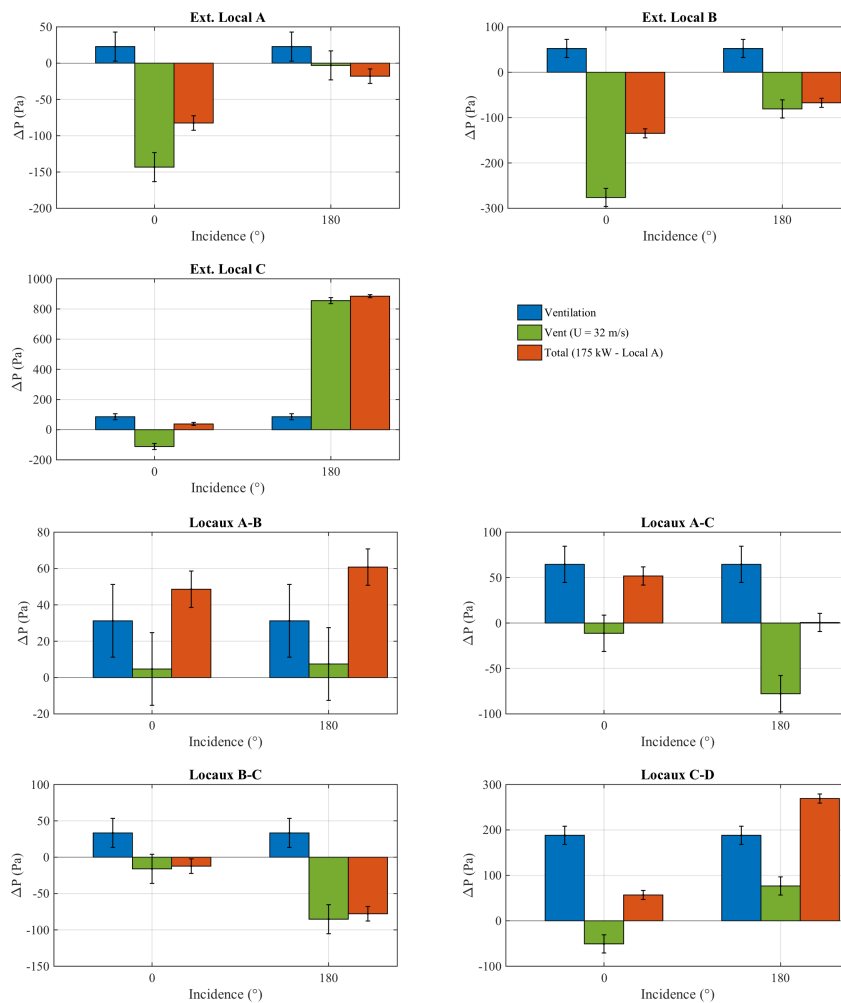 Ext. Local A
50
0
-50
-100
-150
-200
ΔP (Pa)
0
180
Incidence (°)
Ext. Local B
100
0
-100
-200
-300
ΔP (Pa)
0
180
Incidence (°)
Ext. Local C
1000
800
600
400
200
0
-200
ΔP (Pa)
0
180
Incidence (°)
Ventilation
Vent (U = 32 m/s)
Total (175 kW - Local A)
Locaux A-B
80
60
40
20
0
-20
ΔP (Pa)
0
180
Incidence (°)
Locaux A-C
100
50
0
-50
-100
ΔP (Pa)
0
180
Incidence (°)
Locaux B-C
100
50
0
-50
-100
-150
ΔP (Pa)
0
180
Incidence (°)
Locaux C-D
300
200
100
0
-100
ΔP (Pa)
0
180
Incidence (°)